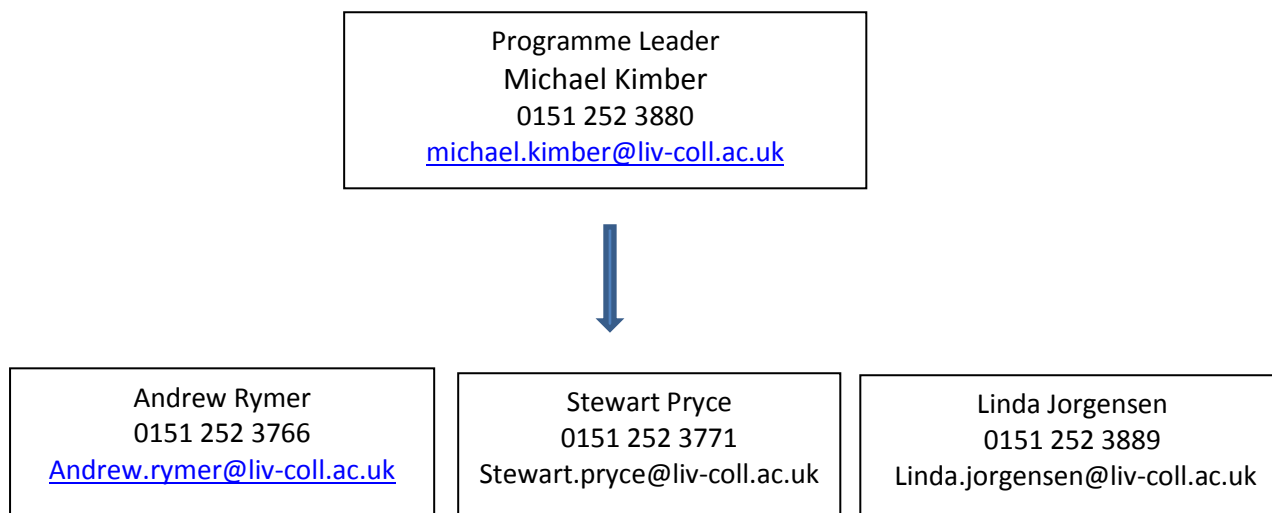 Programme Leader
Michael Kimber
0151 252 3880
michael.kimber@liv-coll.ac.uk
Andrew Rymer
0151 252 3766
Andrew.rymer@liv-coll.ac.uk
Stewart Pryce
0151 252 3771
Stewart.pryce@liv-coll.ac.uk
Linda Jorgensen
0151 252 3889
Linda.jorgensen@liv-coll.ac.uk